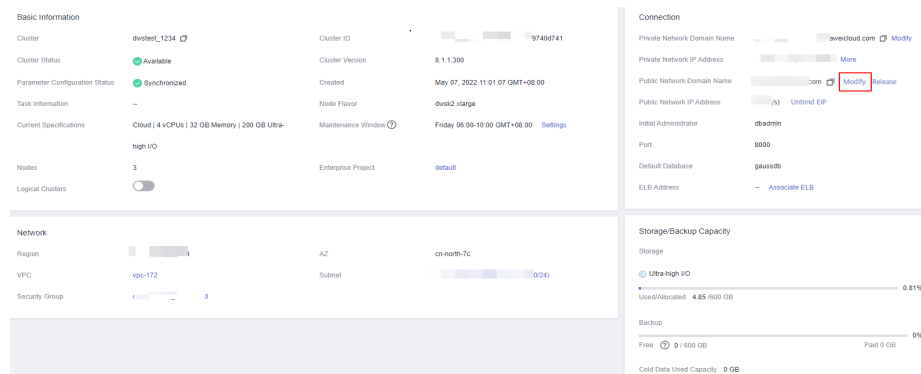 Basic Information
Cluster dwstest_1234 Cluster ID 9740d741
Cluster Status Available Cluster Version 8.1.1.300
Parameter Configuration Status Synchronized Created May 07, 2022 11:01:07 GMT+08:00
Task Information -- Node Flavor dwsk2.xlarge
Current Specifications Cloud | 4 vCPUs | 32 GB Memory | 200 GB Ultra- Maintenance Window ? Friday 06:00-10:00 GMT+08:00 Settings
high I/O
Nodes 3 Enterprise Project default
Logical Clusters
Network
Region AZ cn-north-7c
VPC vpc-172 Subnet 0/24)
Security Group
Connection
Private Network Domain Name aweicloud.com Modify
Private Network IP Address More
Public Network Domain Name com Modify Release
Public Network IP Address /s) Unbind EIP
Initial Administrator dbadmin
Port 8000
Default Database gaussdb
ELB Address -- Associate ELB
Storage/Backup Capacity
Storage
Ultra-high I/O
0.81%
Used/Allocated 4.85 /600 GB
Backup
0%
Free ? 0 / 600 GB Paid 0 GB
Cold Data Used Capacity 0 GB